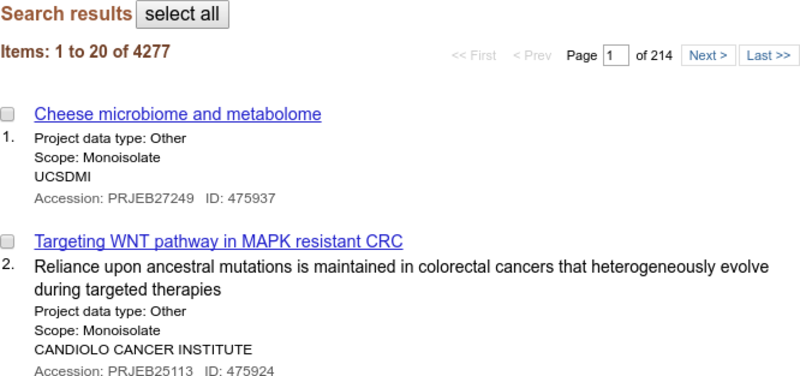 Search results select all
Items: 1 to 20 of 4277
<< First < Prev Page 1 of 214 Next > Last >>
Cheese microbiome and metabolome
1. Project data type: Other
Scope: Monoisolate
UCSDMI
Accession: PRJEB27249 ID: 475937
Targeting WNT pathway in MAPK resistant CRC
2. Reliance upon ancestral mutations is maintained in colorectal cancers that heterogeneously evolve
during targeted therapies
Project data type: Other
Scope: Monoisolate
CANDIOLO CANCER INSTITUTE
Accession: PRJEB25113 ID: 475924